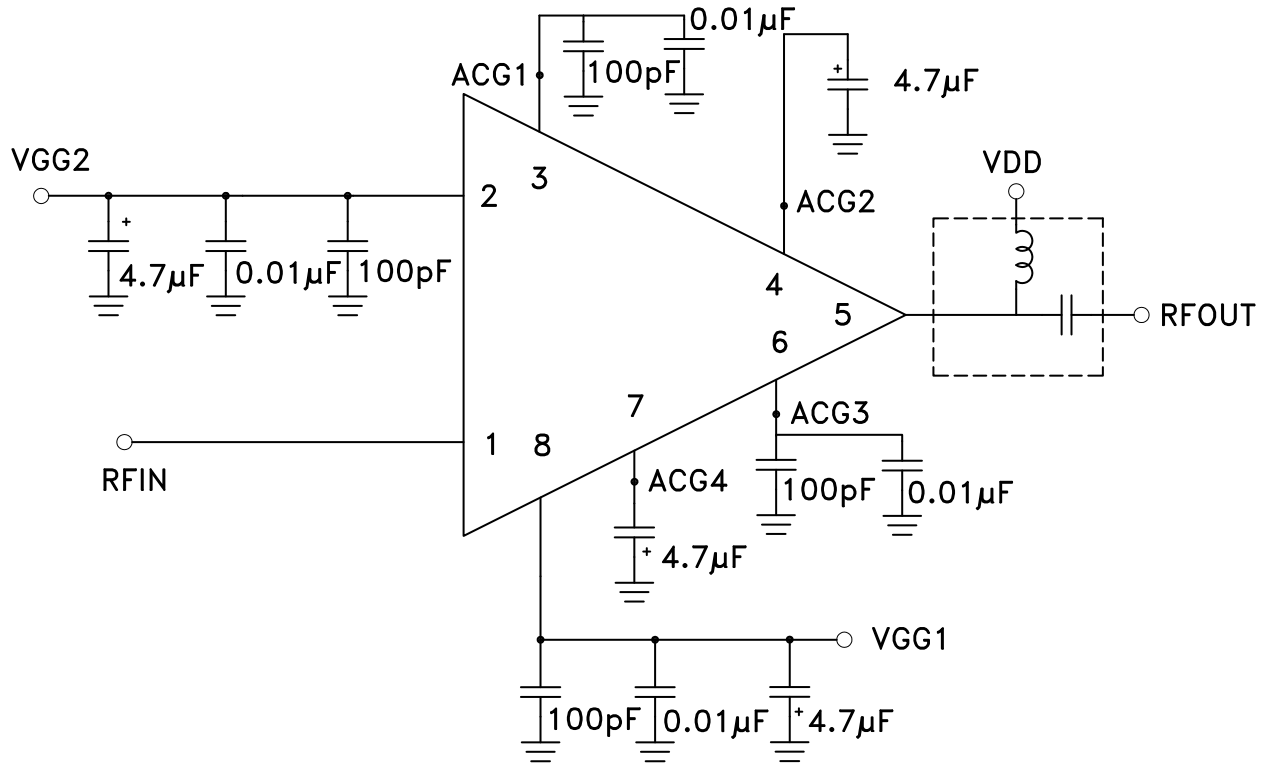 0.01µF
ACG1
100pF
+
4.7µF
VGG2
VDD
2
3
ACG2
+
4.7µF
0.01µF
100pF
4
5
RFOUT
6
7
ACG3
1
8
RFIN
ACG4
100pF
0.01µF
+
4.7µF
VGG1
100pF
0.01µF
+
4.7µF